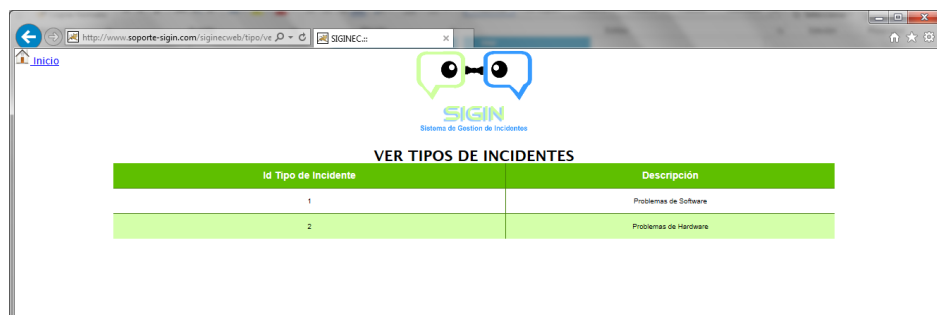 http://www.soporte-sigin.com/siginecweb/tipo/ve
SIGINEC.::
Inicio
SIGIN
Sistema de Gestion de Incidentes
VER TIPOS DE INCIDENTES
Id Tipo de Incidente Descripción
1 Problemas de Software
2 Problemas de Hardware